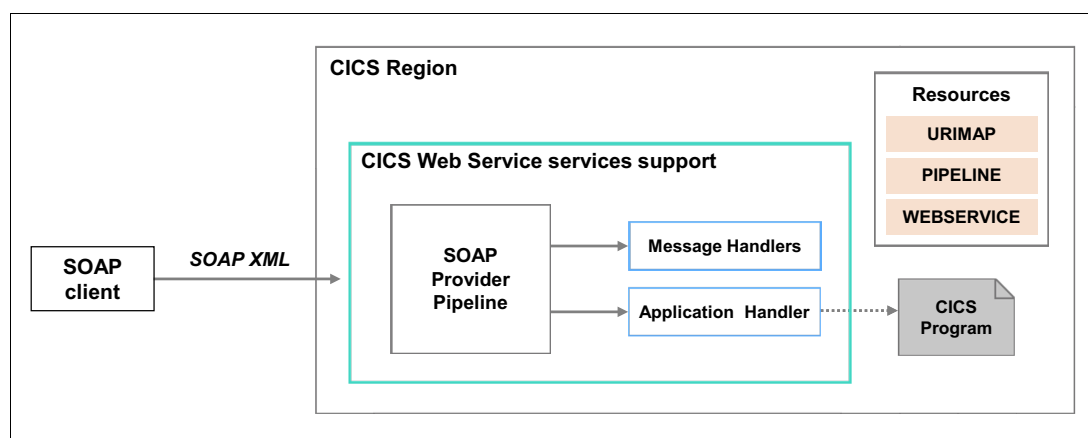 CICS Region
Resources
URIMAP
PIPELINE
WEBSERVICE
CICS Web Service services support
SOAP
Provider
Pipeline
Message Handlers
Application Handler
SOAP
client
SOAP XML
CICS
Program